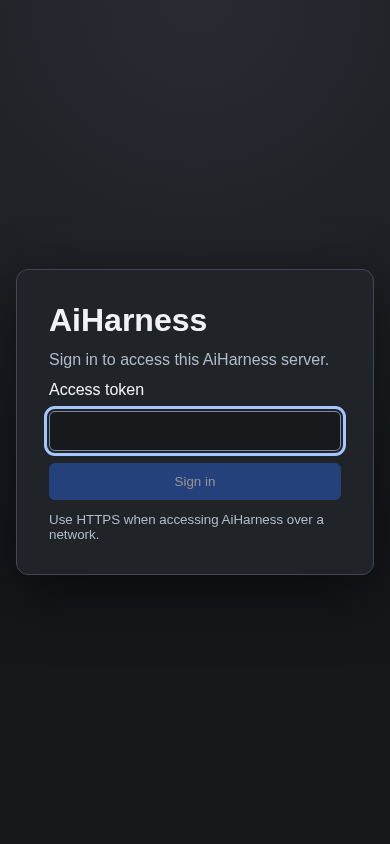 AiHarness
Sign in to access this AiHarness server.
Access token
Sign in
Use HTTPS when accessing AiHarness over a
network.